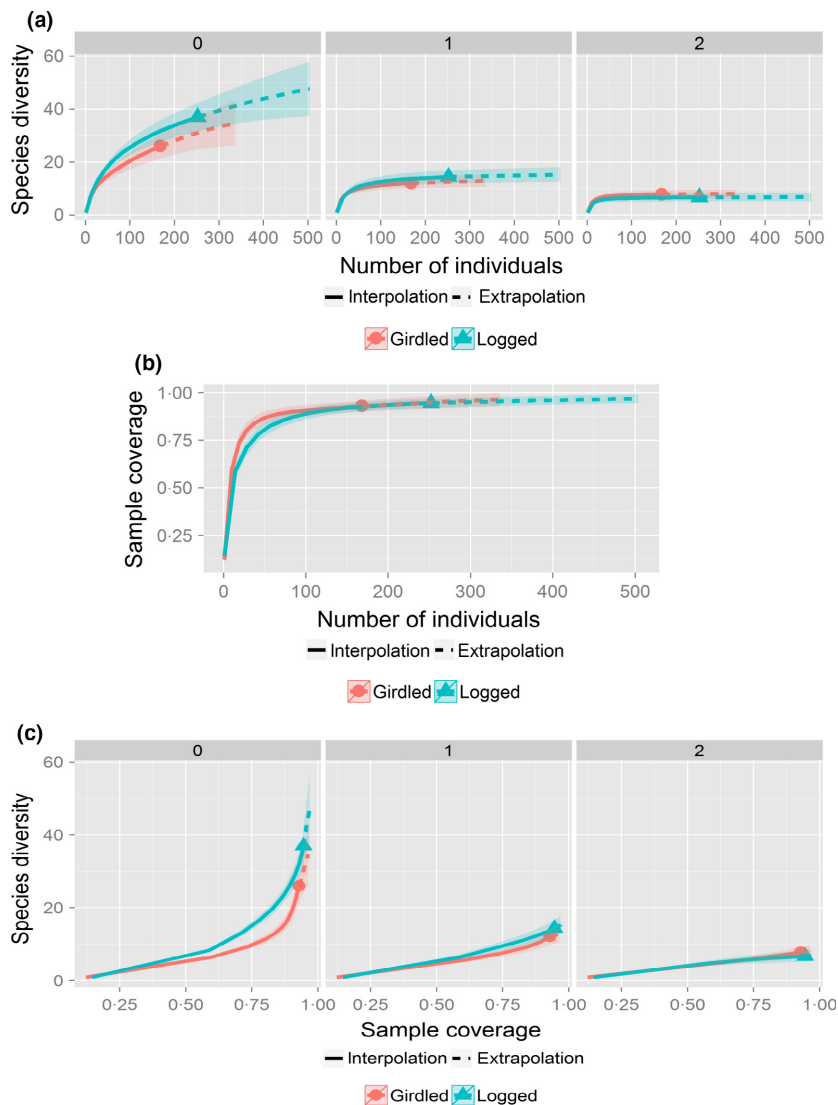 (a)
0 1 2
Species diversity
60
40
20
0
0 100 200 300 400 500 0 100 200 300 400 500 0 100 200 300 400 500
Number of individuals
Interpolation Extrapolation
Girdled Logged
(b)
Sample coverage
1·00
0·75
0·50
0·25
0 100 200 300 400 500
Number of individuals
Interpolation Extrapolation
Girdled Logged
(c)
0 1 2
Species diversity
60
40
20
0
0·25 0·50 0·75 1·00 0·25 0·50 0·75 1·00 0·25 0·50 0·75 1·00
Sample coverage
Interpolation Extrapolation
Girdled Logged